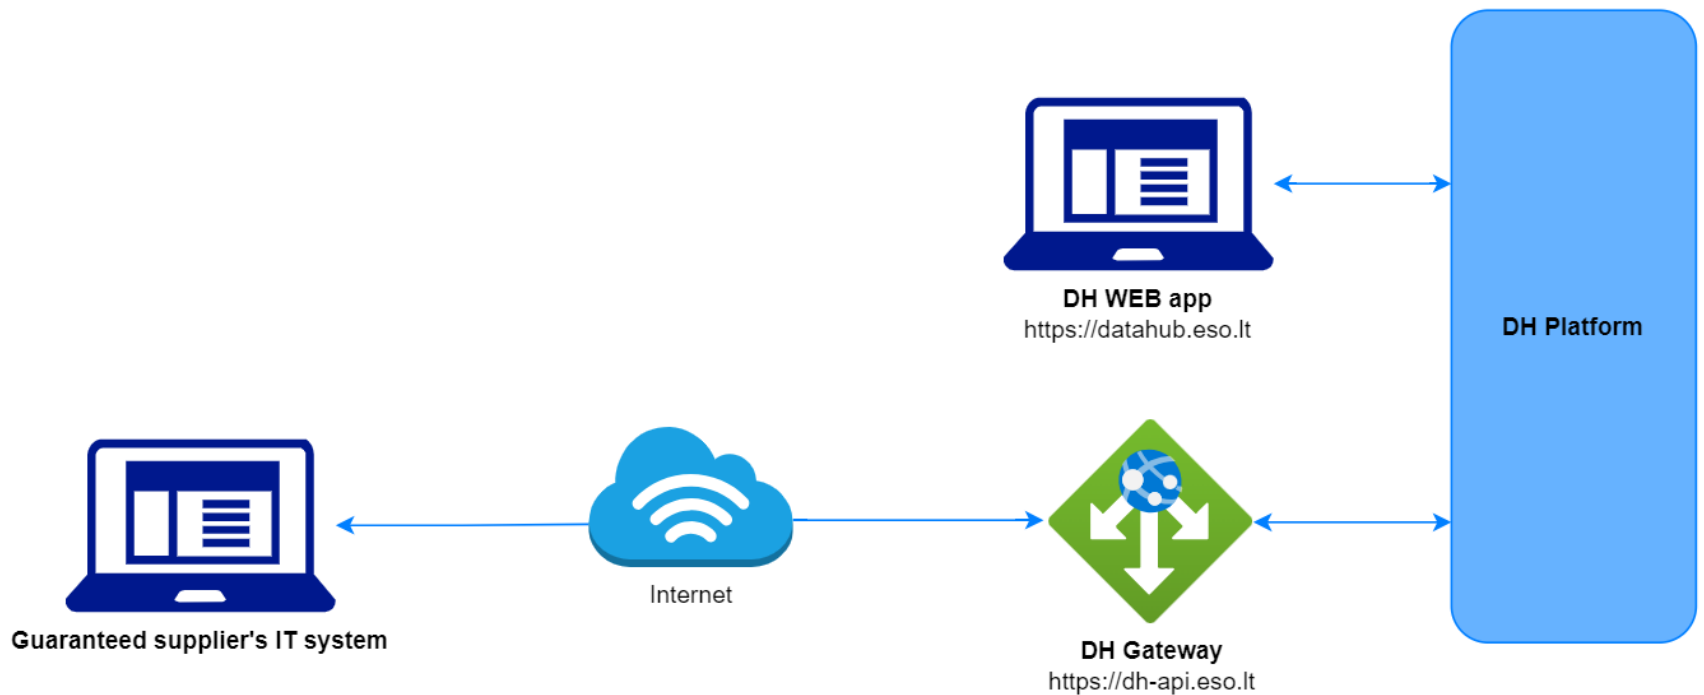 DH WEB app
https://datahub.eso.lt
DH Platform
Internet
Guaranteed supplier's IT system
DH Gateway
https://dh-api.eso.lt